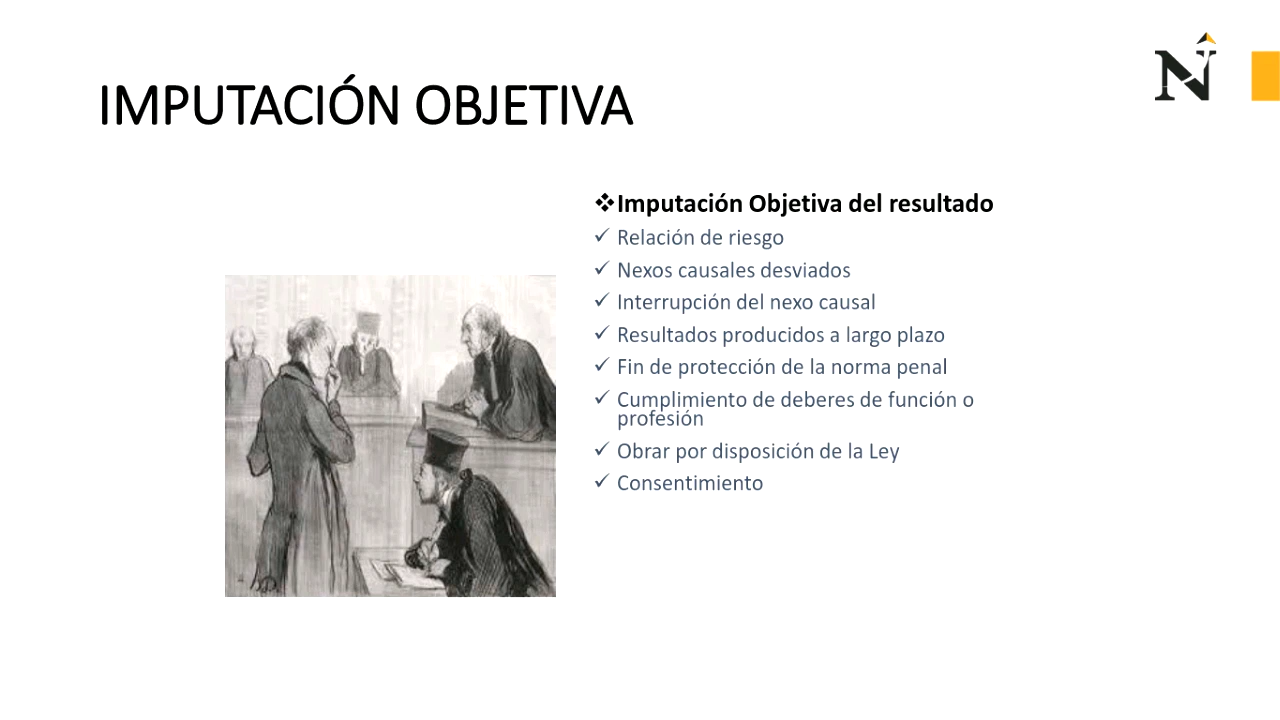 IMPUTACIÓN OBJETIVA
N
❖Imputación Objetiva del resultado
✓ Relación de riesgo
✓ Nexos causales desviados
✓ Interrupción del nexo causal
✓ Resultados producidos a largo plazo
✓ Fin de protección de la norma penal
✓ Cumplimiento de deberes de función o
profesión
✓ Obrar por disposición de la Ley
✓ Consentimiento